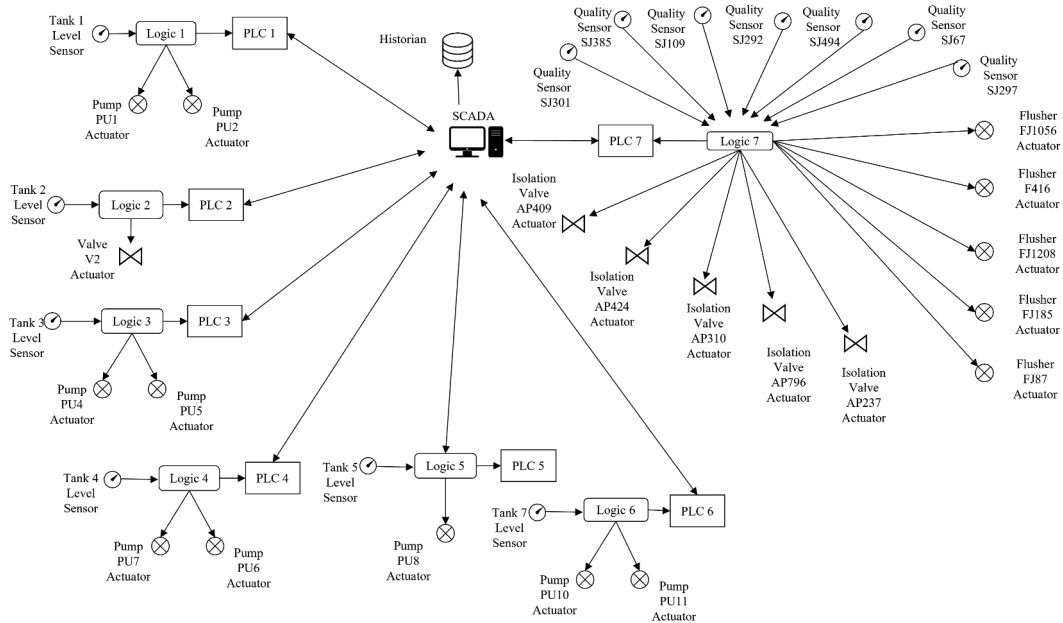 Tank 1
Level
Sensor
Logic 1
PLC 1
Pump
PU1
Actuator
Pump
PU2
Actuator
Historian
SCADA
Quality
Sensor
SJ301
Quality
Sensor
SJ385
Quality
Sensor
SJ109
Quality
Sensor
SJ292
Quality
Sensor
SJ494
Quality
Sensor
SJ67
Quality
Sensor
SJ297
PLC 7
Logic 7
Flusher
FJ1056
Actuator
Flusher
F416
Actuator
Flusher
FJ1208
Actuator
Flusher
FJ185
Actuator
Flusher
FJ87
Actuator
Isolation
Valve
AP409
Actuator
Isolation
Valve
AP424
Actuator
Isolation
Valve
AP310
Actuator
Isolation
Valve
AP796
Actuator
Isolation
Valve
AP237
Actuator
Tank 2
Level
Sensor
Logic 2
PLC 2
Valve
V2
Actuator
Tank 3
Level
Sensor
Logic 3
PLC 3
Pump
PU4
Actuator
Pump
PU5
Actuator
Tank 4
Level
Sensor
Logic 4
PLC 4
Pump
PU7
Actuator
Pump
PU6
Actuator
Tank 5
Level
Sensor
Logic 5
PLC 5
Pump
PU8
Actuator
Tank 7
Level
Sensor
Logic 6
PLC 6
Pump
PU10
Actuator
Pump
PU11
Actuator